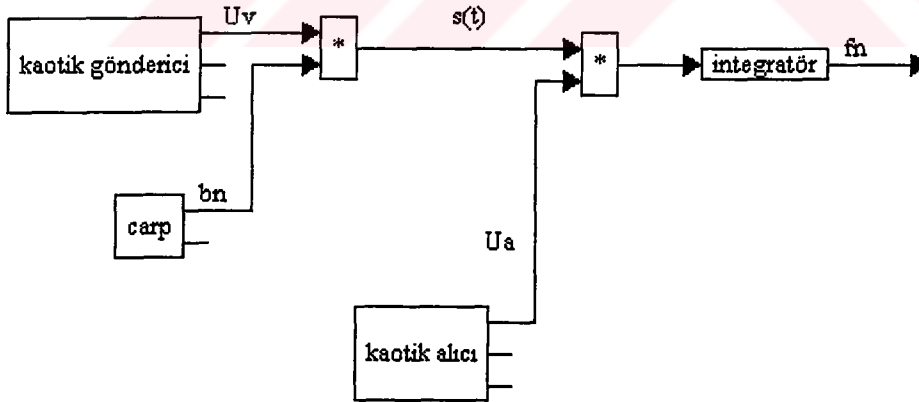 Uv
s(t)
kaotik gönderici
*
*
integratör
fn
bn
carp
Ua
kaotik alıcı